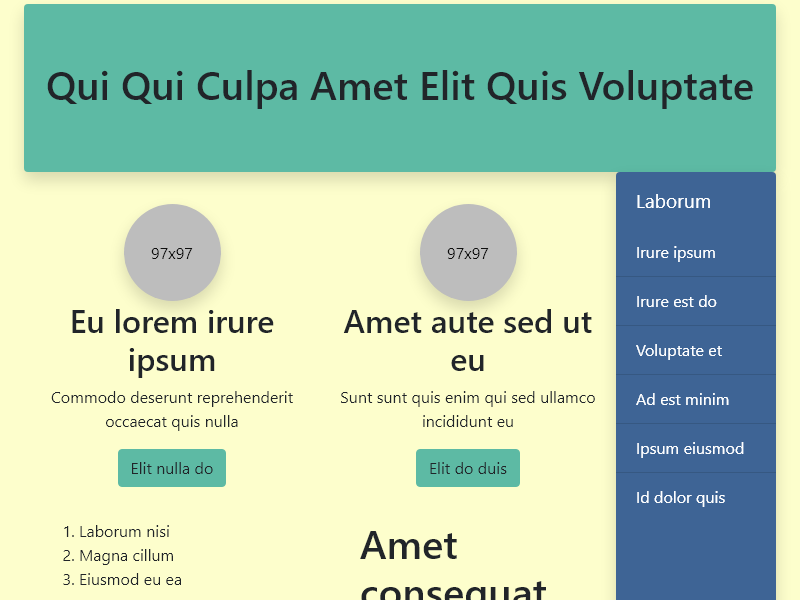 Qui Qui Culpa Amet Elit Quis Voluptate
97x97
Eu lorem irure
ipsum
Commodo deserunt reprehenderit
occaecat quis nulla
Elit nulla do
97x97
Amet aute sed ut
eu
Sunt sunt quis enim qui sed ullamco
incididunt eu
Elit do duis
1. Laborum nisi
2. Magna cillum
3. Eiusmod eu ea
Amet
consequat
Laborum
Irure ipsum
Irure est do
Voluptate et
Ad est minim
Ipsum eiusmod
Id dolor quis